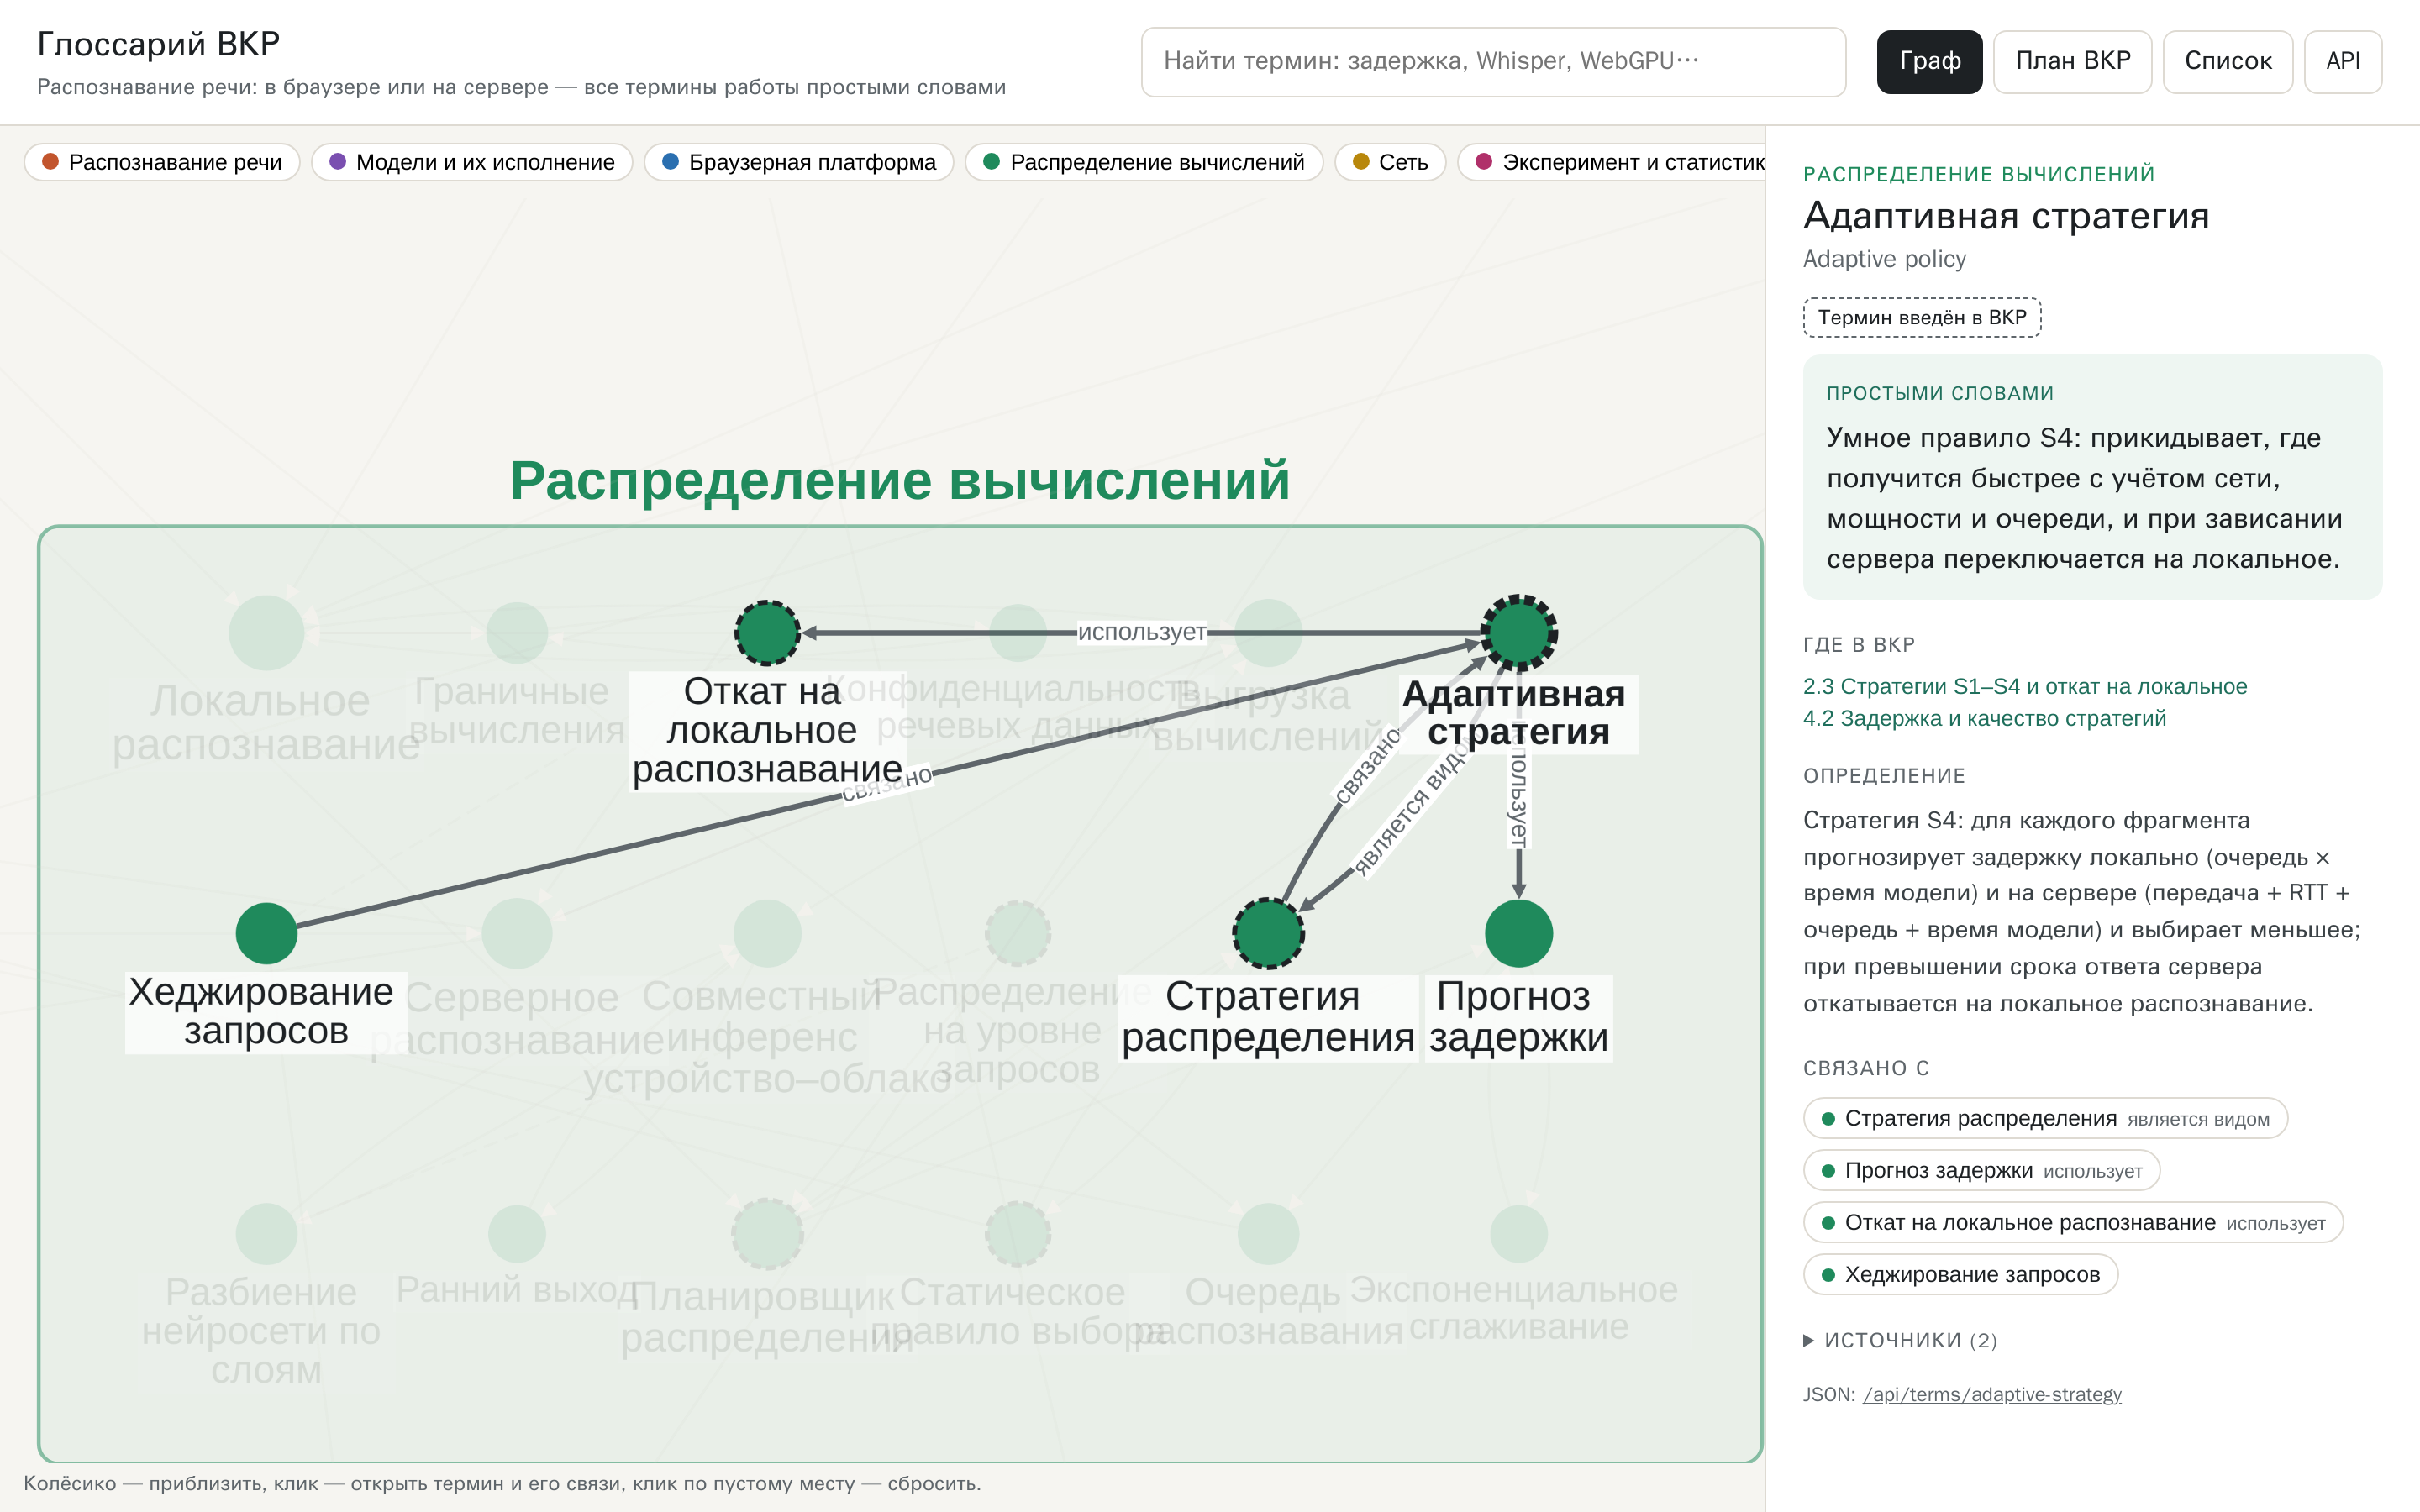 Глоссарий ВКР
Распознавание речи: в браузере или на сервере — все термины работы простыми словами
Найти термин: задержка, Whisper, WebGPU…
Граф
План ВКР
Список
API
Распознавание речи
Модели и их исполнение
Браузерная платформа
Распределение вычислений
Сеть
Эксперимент и статистик
Распределение вычислений
использует
Локальное
распознавание
Граничные
вычисления
Откат на
локальное
распознавание
Конфиденциальность
речевых данных
Выгрузка
вычислений
Адаптивная
стратегия
связано
связано
является видом
использует
Хеджирование
запросов
Серверное
распознавание
Совместный
инференс
устройство–облако
Распределение
на уровне
запросов
Стратегия
распределения
Прогноз
задержки
Разбиение
нейросети по
слоям
Ранний выход
Планировщик
распределения
Статическое
правило выбора
Очередь
распознавания
Экспоненциальное
сглаживание
Колёсико — приблизить, клик — открыть термин и его связи, клик по пустому месту — сбросить.
РАСПРЕДЕЛЕНИЕ ВЫЧИСЛЕНИЙ
Адаптивная стратегия
Adaptive policy
Термин введён в ВКР
ПРОСТЫМИ СЛОВАМИ
Умное правило S4: прикидывает, где
получится быстрее с учётом сети,
мощности и очереди, и при зависании
сервера переключается на локальное.
ГДЕ В ВКР
2.3 Стратегии S1–S4 и откат на локальное
4.2 Задержка и качество стратегий
ОПРЕДЕЛЕНИЕ
Стратегия S4: для каждого фрагмента
прогнозирует задержку локально (очередь ×
время модели) и на сервере (передача + RTT +
очередь + время модели) и выбирает меньшее;
при превышении срока ответа сервера
откатывается на локальное распознавание.
СВЯЗАНО С
Стратегия распределения является видом
Прогноз задержки использует
Откат на локальное распознавание использует
Хеджирование запросов
ИСТОЧНИКИ (2)
JSON: /api/terms/adaptive-strategy